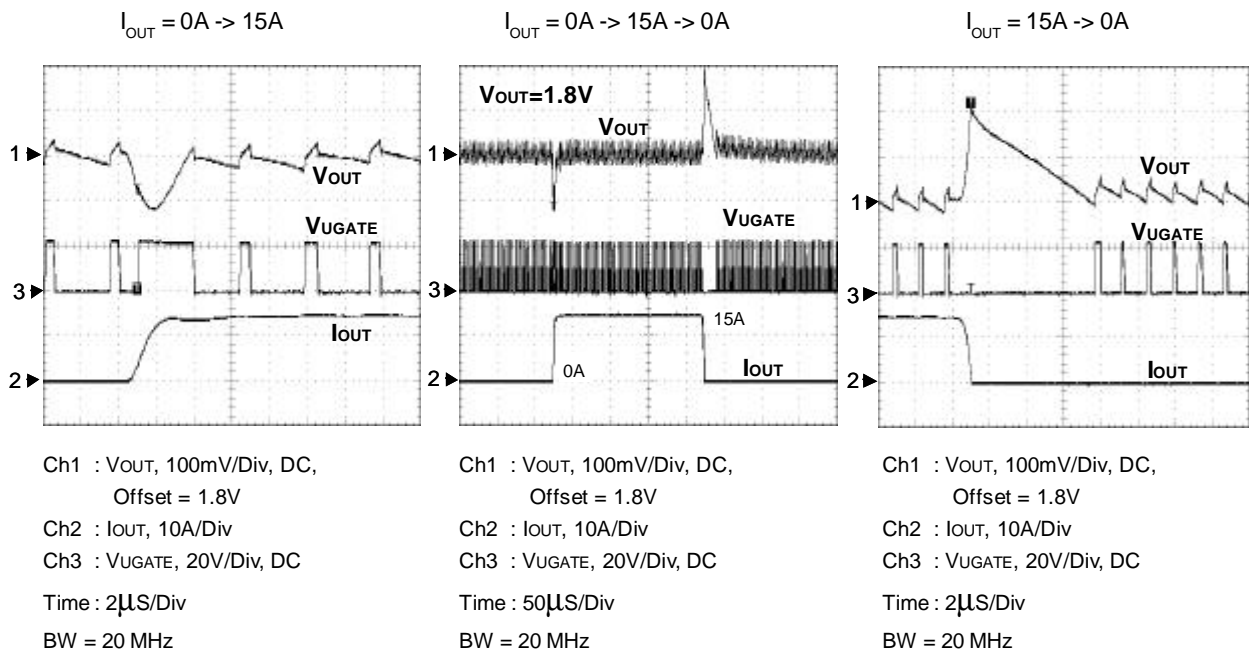 IOUT = 0A -> 15A
1
VOUT
VUGATE
3
IOUT
2
Ch1 : VOUT, 100mV/Div, DC,
Offset = 1.8V
Ch2 : IOUT, 10A/Div
Ch3 : VUGATE, 20V/Div, DC
Time : 2µS/Div
BW = 20 MHz
IOUT = 0A -> 15A -> 0A
VOUT=1.8V
VOUT
1
VUGATE
3
15A
0A
IOUT
2
Ch1 : VOUT, 100mV/Div, DC,
Offset = 1.8V
Ch2 : IOUT, 10A/Div
Ch3 : VUGATE, 20V/Div, DC
Time : 50µS/Div
BW = 20 MHz
IOUT = 15A -> 0A
VOUT
1
VUGATE
3
T
IOUT
2
Ch1 : VOUT, 100mV/Div, DC,
Offset = 1.8V
Ch2 : IOUT, 10A/Div
Ch3 : VUGATE, 20V/Div, DC
Time : 2µS/Div
BW = 20 MHz